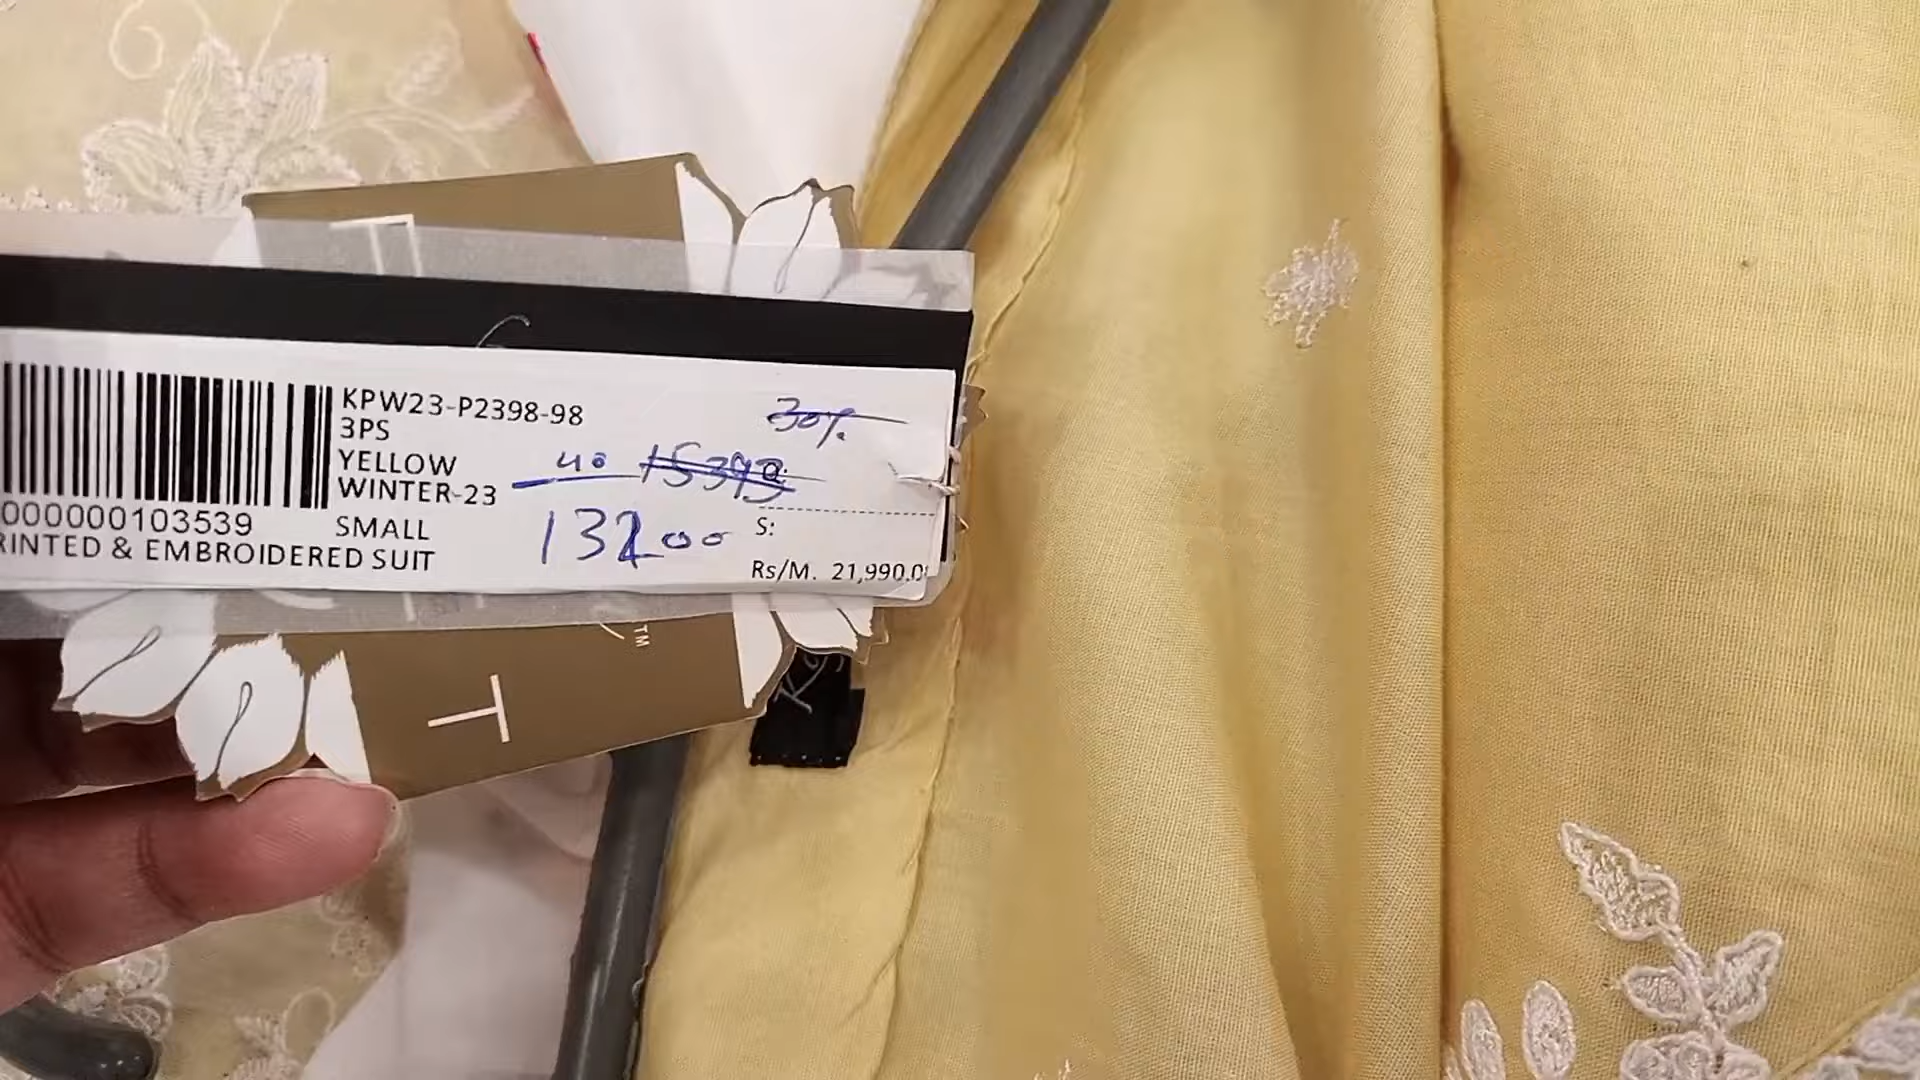 KPW23-P2398-98
30%
3PS
YELLOW
40 15393
WINTER-23
000000103539
SMALL
S:
RINTED & EMBROIDERED SUIT
Rs/M. 21,990.0
TM
T